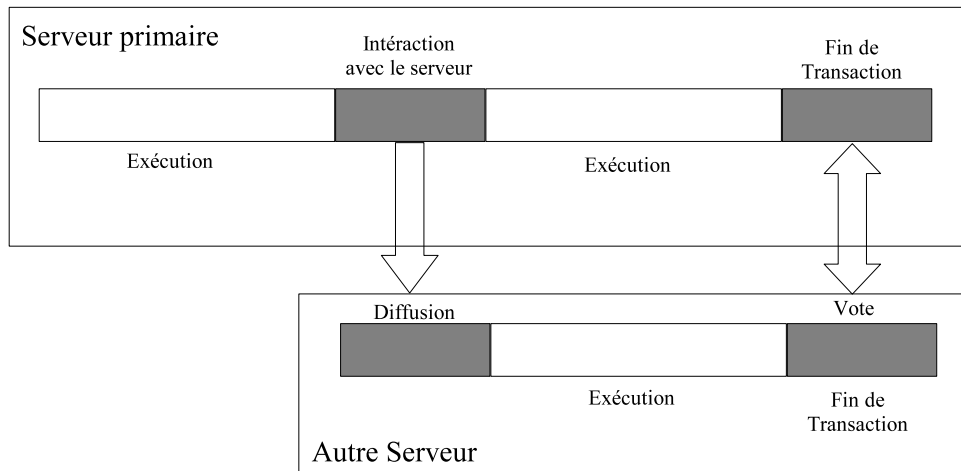 Serveur primaire
Intéraction
avec le serveur
Fin de
Transaction
Exécution
Exécution
Diffusion
Vote
Exécution
Fin de
Transaction
Autre Serveur